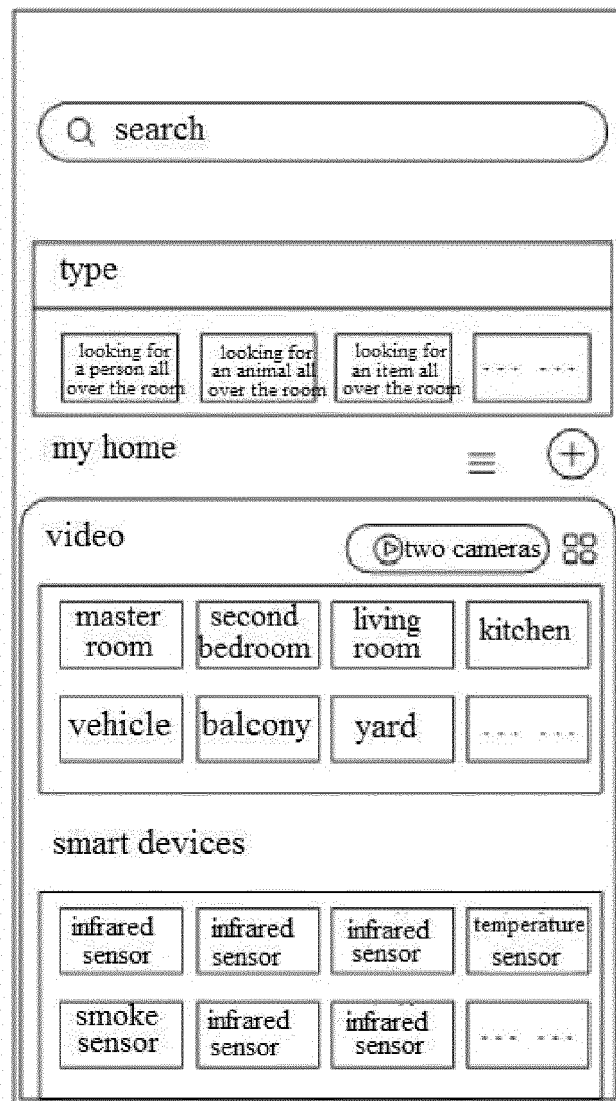 search
type
looking for
a person all
over the room
looking for
an animal all
over the room
looking for
an item all
over the room
... ...
my home
video
two cameras
master
room
second
bedroom
living
room
kitchen
vehicle
balcony
yard
... ...
smart devices
infrared
sensor
infrared
sensor
infrared
sensor
temperature
sensor
smoke
sensor
infrared
sensor
infrared
sensor
... ...